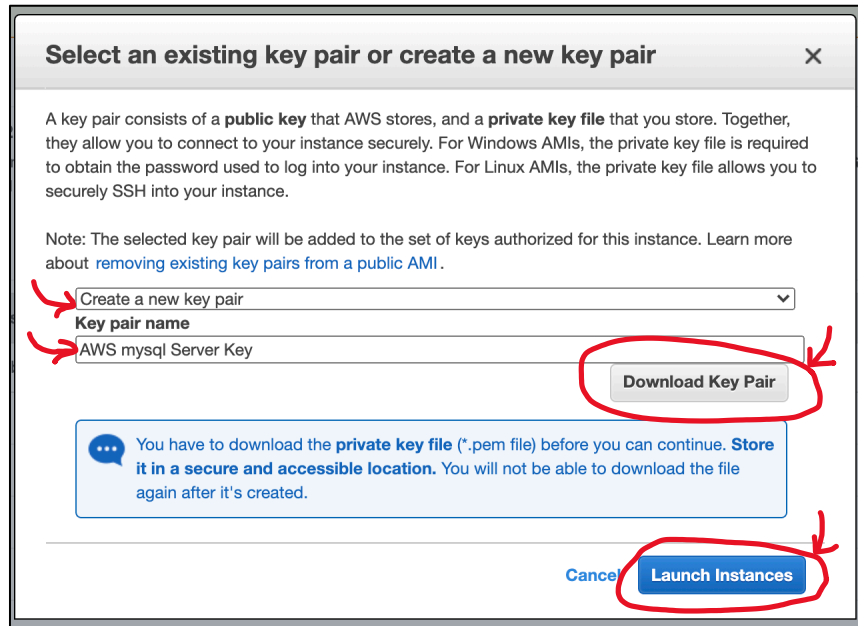 Select an existing key pair or create a new key pair
A key pair consists of a public key that AWS stores, and a private key file that you store. Together,
they allow you to connect to your instance securely. For Windows AMIs, the private key file is required
to obtain the password used to log into your instance. For Linux AMIs, the private key file allows you to
securely SSH into your instance.
Note: The selected key pair will be added to the set of keys authorized for this instance. Learn more
about removing existing key pairs from a public AMI.
Create a new key pair
Key pair name
AWS mysql Server Key
Download Key Pair
You have to download the private key file (*.pem file) before you can continue. Store
it in a secure and accessible location. You will not be able to download the file
again after it's created.
Cancel Launch Instances